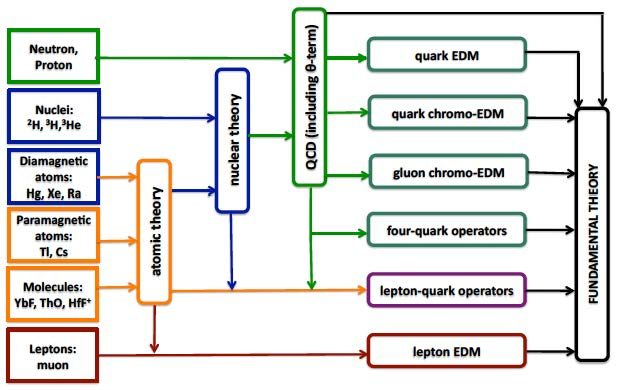 Neutron,
Proton
Nuclei:
²H, ³H,³He
Diamagnetic
atoms:
Hg, Xe, Ra
Paramagnetic
atoms:
Tl, Cs
Molecules:
YbF, ThO, HfF⁺
Leptons:
muon
atomic theory
nuclear theory
QCD (including θ-term)
quark EDM
quark chromo-EDM
gluon chromo-EDM
four-quark operators
lepton-quark operators
lepton EDM
FUNDAMENTAL THEORY